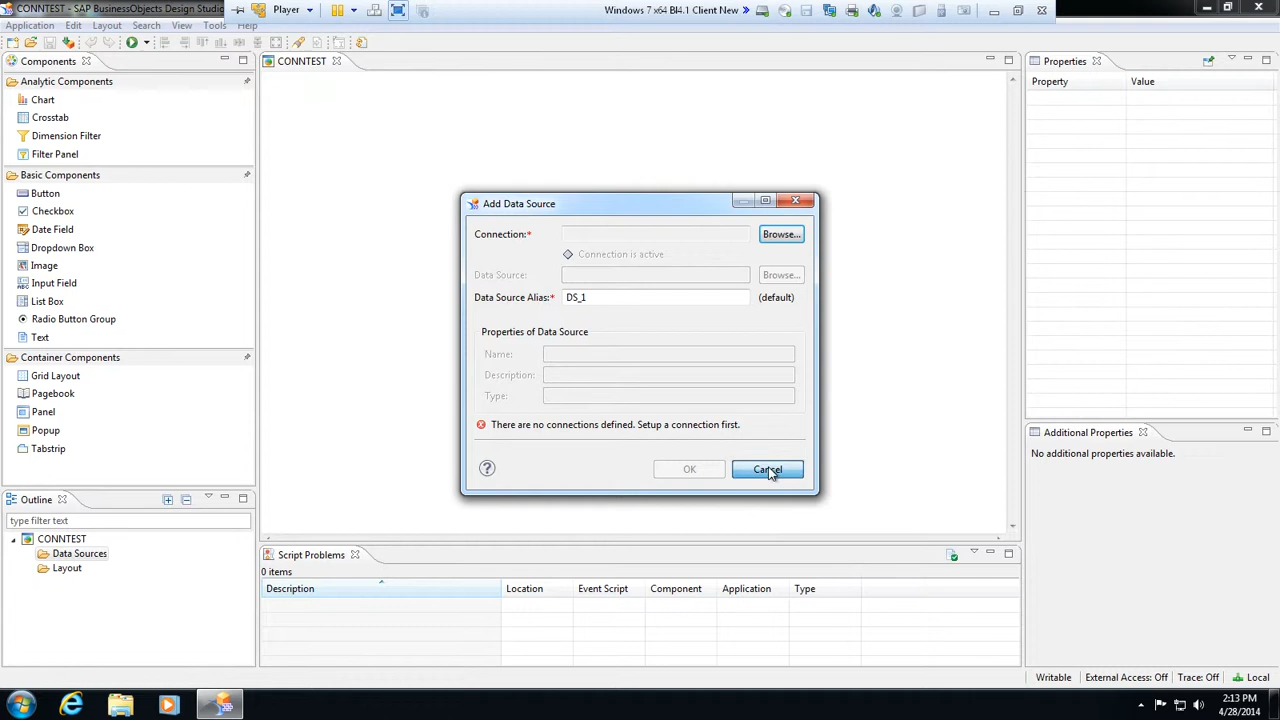 CONNTEST - SAP BusinessObjects Design Studio
Player
Windows 7 x64 BI4.1 Client New
Application Edit Layout Search View Tools Help
Components
CONNTEST
Properties
Analytic Components
Property Value
Chart
Crosstab
Dimension Filter
Filter Panel
Basic Components
Button
Checkbox
Date Field
Dropdown Box
Image
Input Field
List Box
Radio Button Group
Text
Container Components
Grid Layout
Pagebook
Panel
Popup
Tabstrip
Add Data Source
Connection:*
Browse...
Connection is active
Data Source:
Browse...
Data Source Alias:* DS_1 (default)
Properties of Data Source
Name:
Description:
Type:
There are no connections defined. Setup a connection first.
? OK Cancel
Additional Properties
No additional properties available.
Outline
type filter text
CONNTEST
Data Sources
Layout
Script Problems
0 items
Description Location Event Script Component Application Type
Writable External Access: Off Trace: Off Local
2:13 PM
4/28/2014